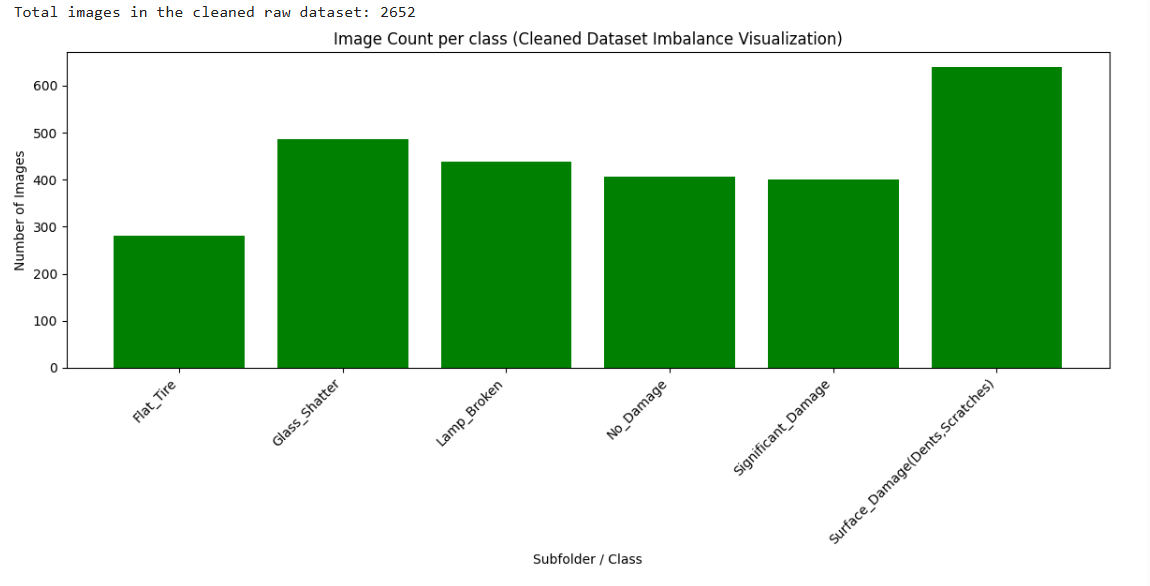 Total images in the cleaned raw dataset: 2652
Image Count per class (Cleaned Dataset Imbalance Visualization)
Number of Images
600
500
400
300
200
100
0
Flat_Tire
Glass_Shatter
Lamp_Broken
No_Damage
Significant_Damage
Surface_Damage(Dents,Scratches)
Subfolder / Class